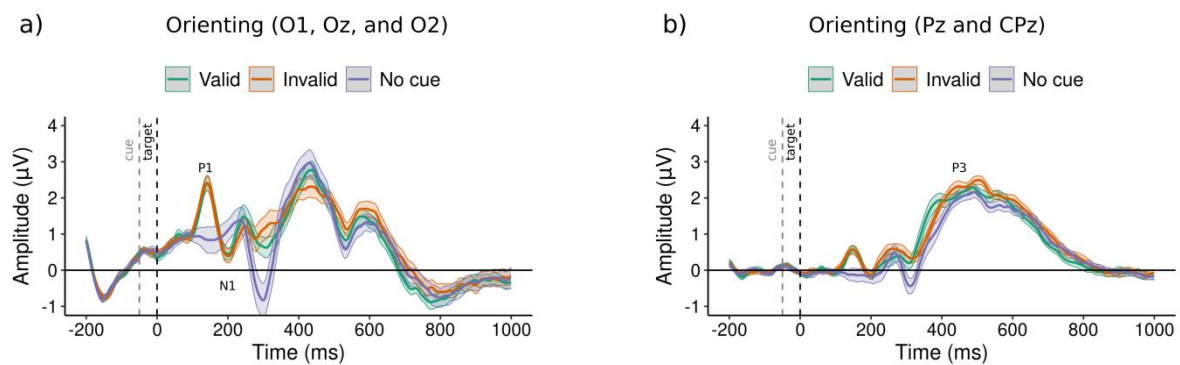 a) Orienting (O1, Oz, and O2)
Valid Invalid No cue
Amplitude (µV)
4
3
2
1
0
-1
cue
target
P1
N1
-200 0 200 400 600 800 1000
Time (ms)
b) Orienting (Pz and CPz)
Valid Invalid No cue
Amplitude (µV)
4
3
2
1
0
-1
cue
target
P3
-200 0 200 400 600 800 1000
Time (ms)